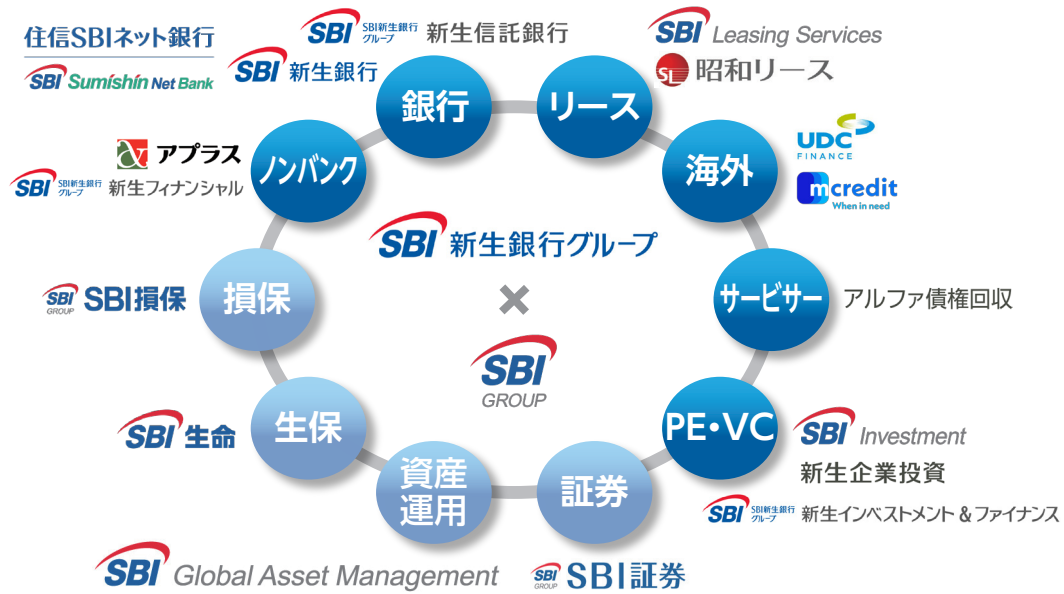 住信SBIネット銀行
SBI Sumishin Net Bank
SBI SBI新生銀行グループ 新生信託銀行
SBI 新生銀行
銀行
SBI Leasing Services
SL 昭和リース
リース
アプラス
SBI SBI新生銀行グループ 新生フィナンシャル
ノンバンク
海外
UDC
FINANCE
mcredit
When in need
SBI 新生銀行グループ
×
SBI
GROUP
SBI GROUP SBI損保
損保
サービサー
アルファ債権回収
SBI 生命
生保
PE・VC
SBI Investment
新生企業投資
SBI SBI新生銀行グループ 新生インベストメント&ファイナンス
資産
運用
証券
SBI Global Asset Management
SBI GROUP SBI証券